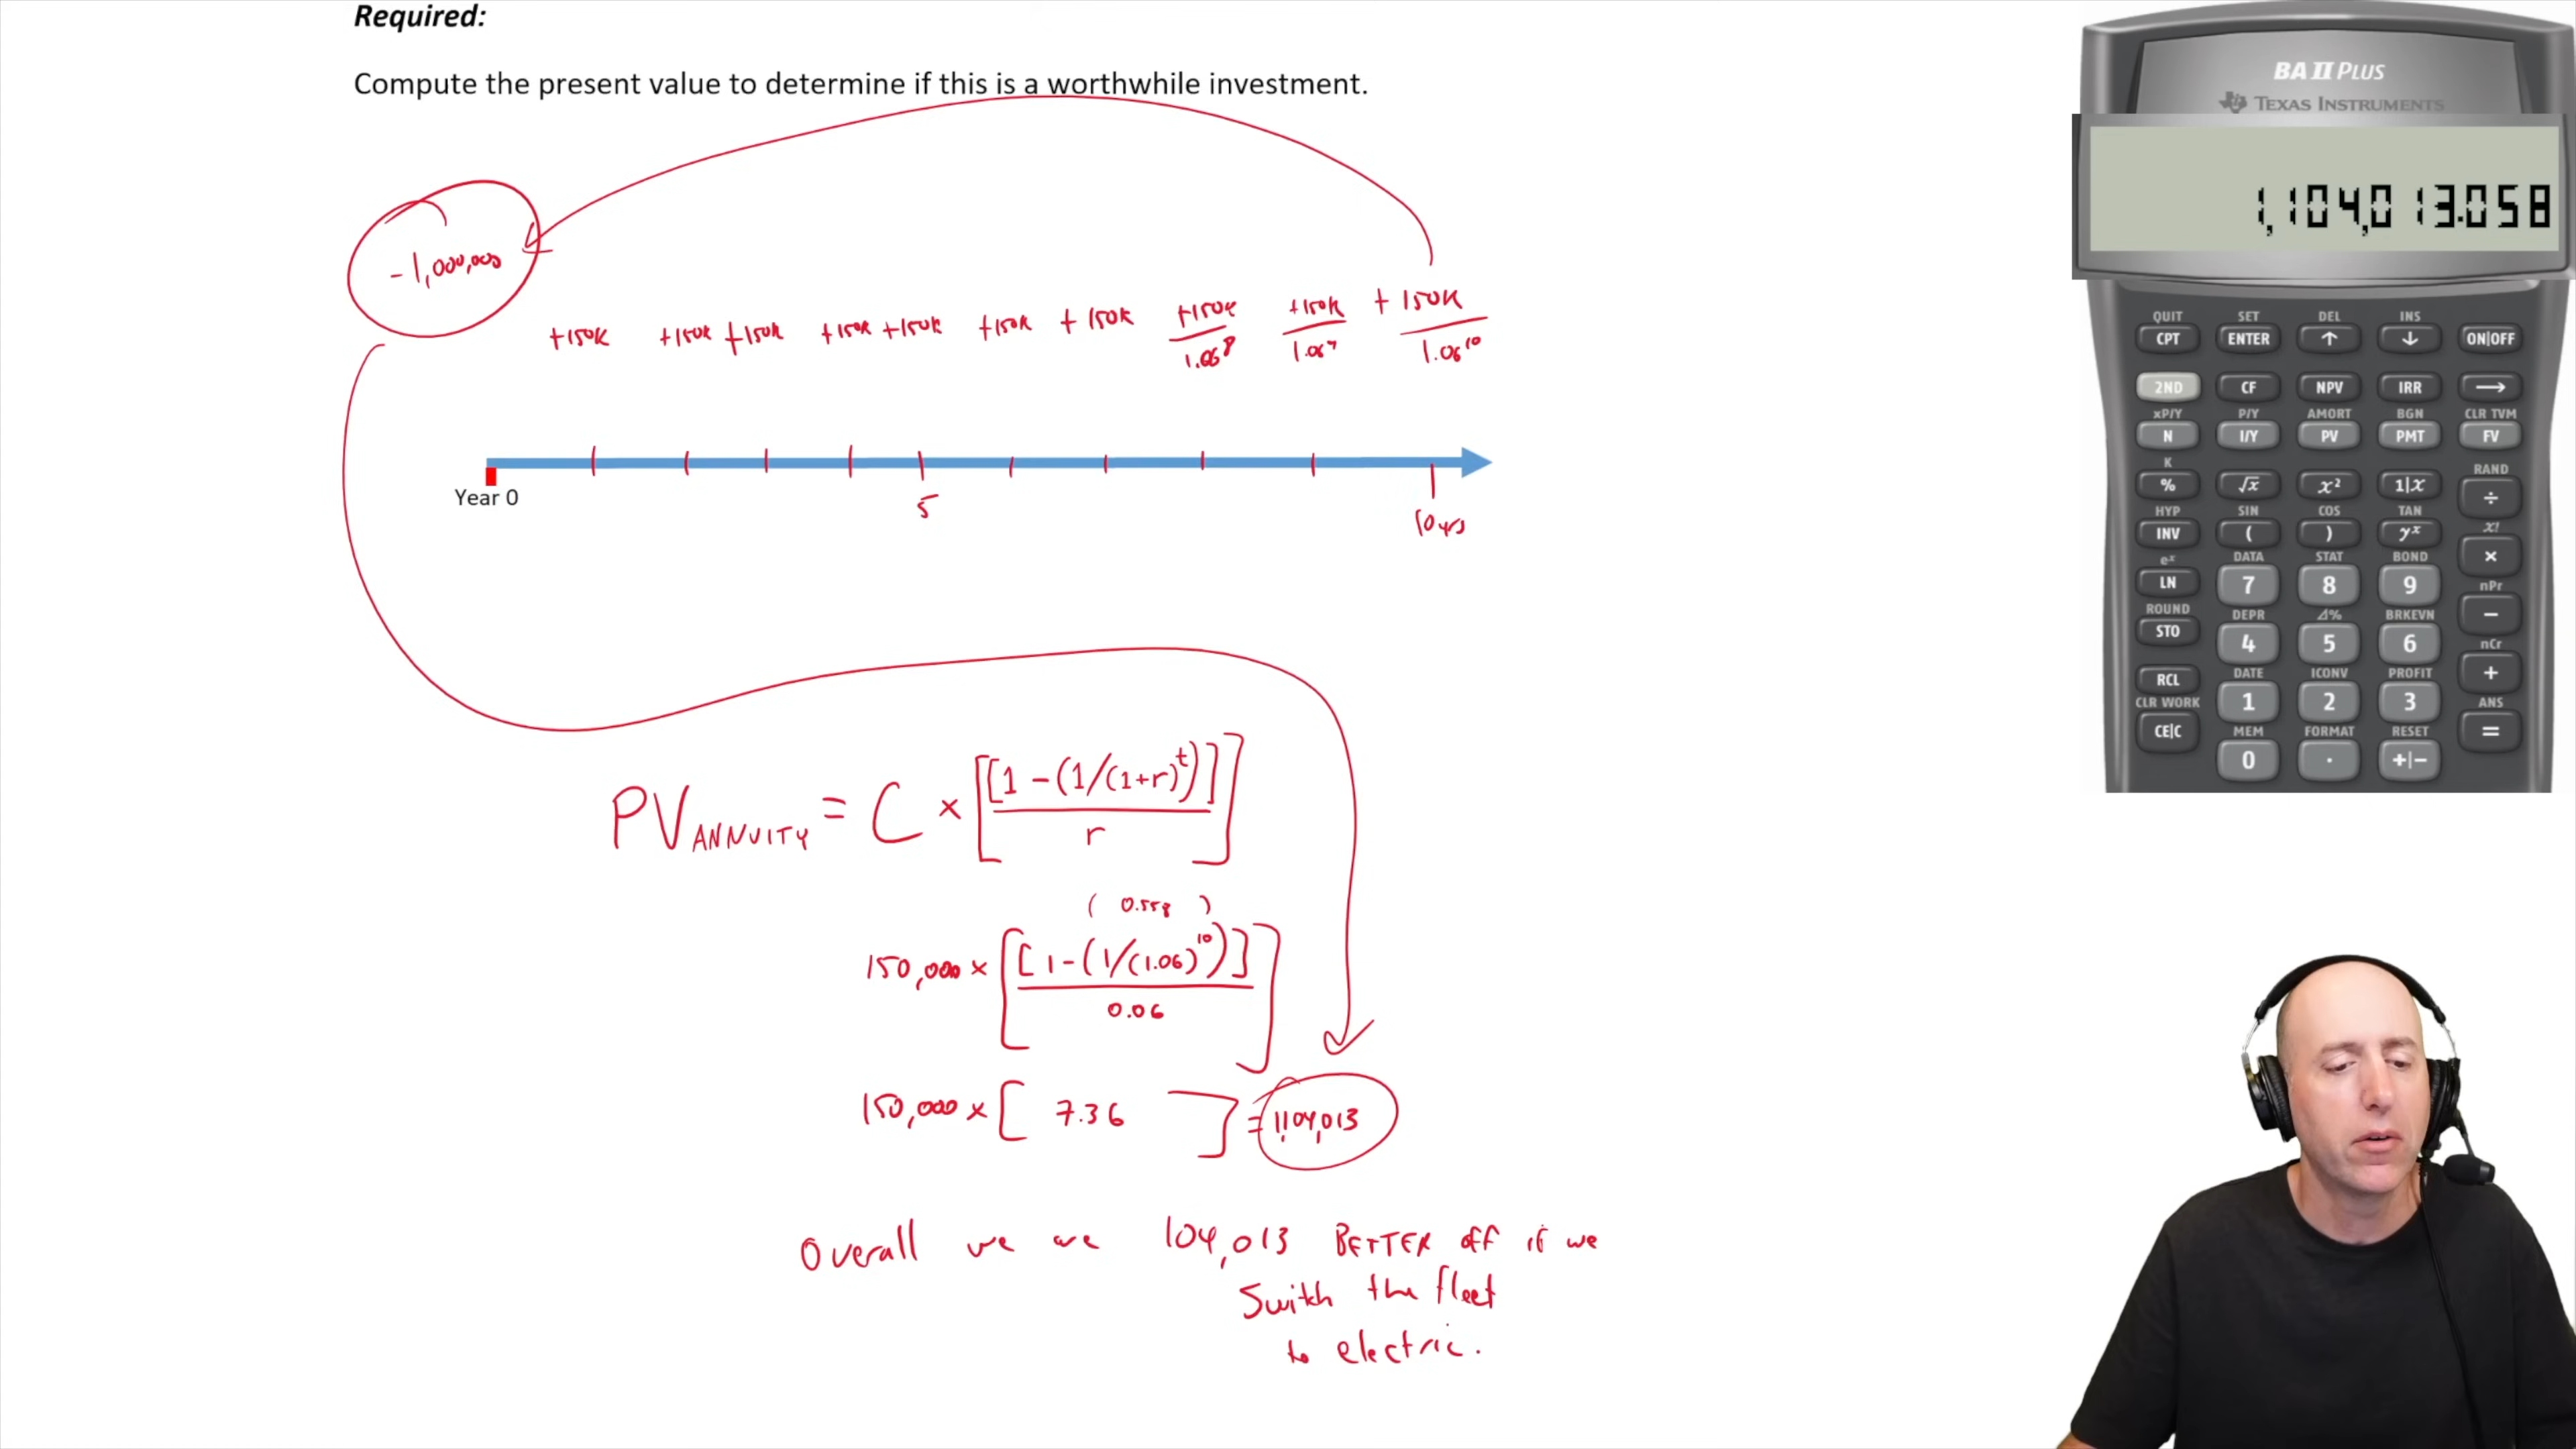 Required:
Compute the present value to determine if this is a worthwhile investment.
-1,000,000
+150K +150K +150K +150K +150K +150K +150K +150K/1.06⁸ +150K/1.06⁹ +150K/1.06¹⁰
Year 0
5
10 yrs
PV ANNUITY = C × [[1 - (1/(1+r)^t)] / r]
( 0.558 )
150,000 × [[1 - (1/(1.06)¹⁰)] / 0.06]
150,000 × [ 7.36 ] = 1,104,013
Overall we are 104,013 BETTER off if we
Switch the fleet
to electric.
BA II PLUS
TEXAS INSTRUMENTS
1,104,013.058
QUIT SET DEL INS
CPT ENTER ↑ ↓ ON|OFF
2ND CF NPV IRR →
xP/Y P/Y AMORT BGN CLR TVM
N I/Y PV PMT FV
K RAND
% √x x² 1|x ÷
HYP SIN COS TAN x!
INV ( ) yˣ ×
eˣ DATA STAT BOND nPr
LN 7 8 9 −
ROUND DEPR Δ% BRKEVN nCr
STO 4 5 6 +
DATE ICONV PROFIT
RCL 1 2 3
CLR WORK MEM FORMAT RESET ANS
CE|C 0 . +|− =